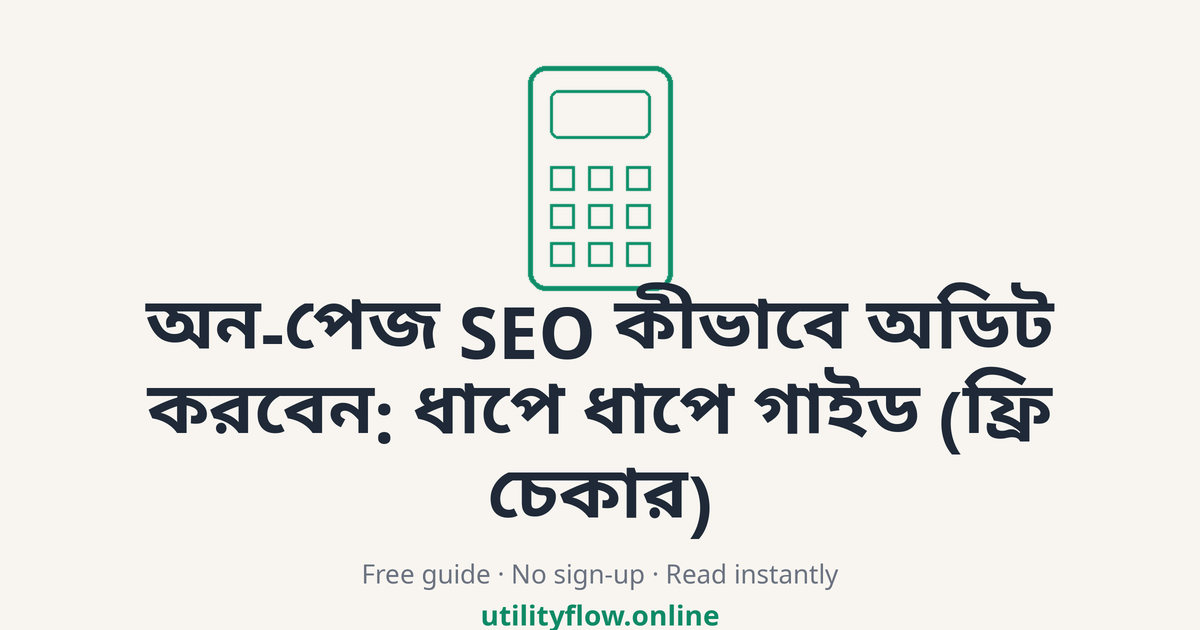 অন-পেজ SEO কীভাবে অডিট
করবেন: ধাপে ধাপে গাইড (ফ্রি
চেকার)
Free guide · No sign-up · Read instantly
utilityflow.online